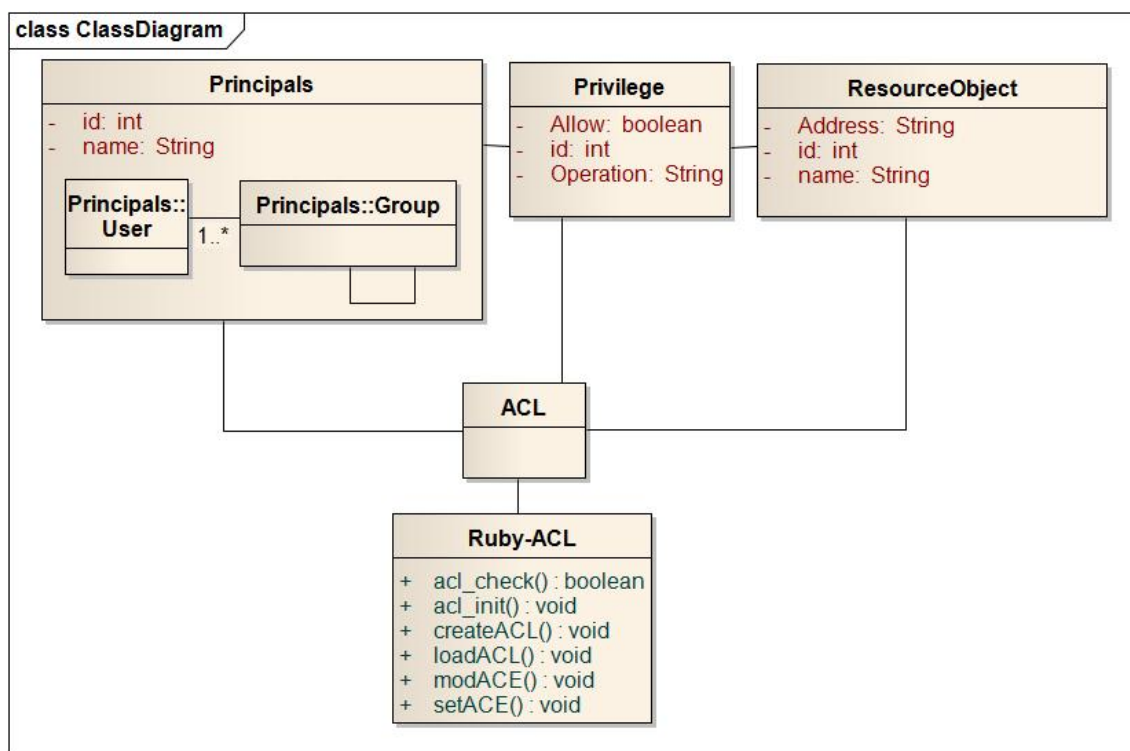 class ClassDiagram
Principals
- id: int
- name: String
Principals::
User
1..*
Principals::Group
Privilege
- Allow: boolean
- id: int
- Operation: String
ResourceObject
- Address: String
- id: int
- name: String
ACL
Ruby-ACL
+ acl_check() : boolean
+ acl_init() : void
+ createACL() : void
+ loadACL() : void
+ modACE() : void
+ setACE() : void